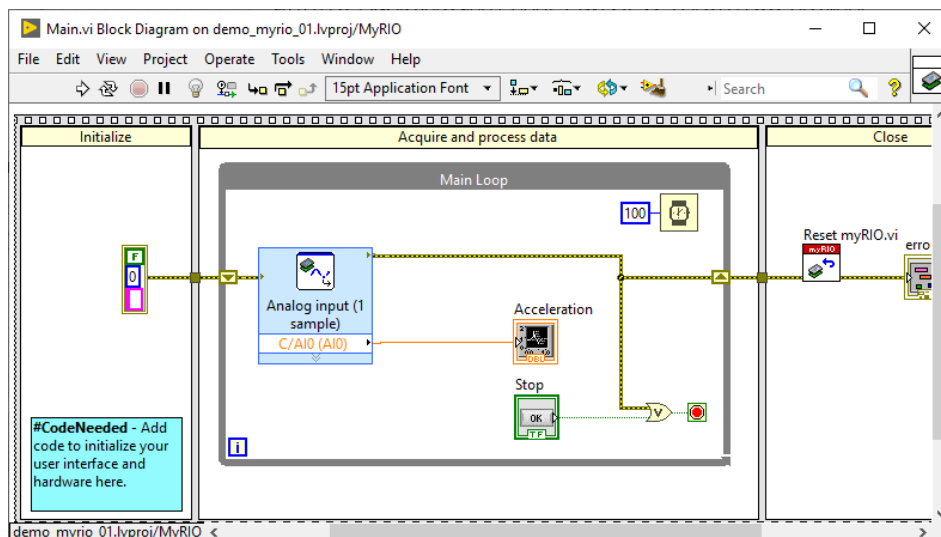 Main.vi Block Diagram on demo_myrio_01.lvproj/MyRIO
File Edit View Project Operate Tools Window Help
15pt Application Font
Search
Initialize
Acquire and process data
Close
Main Loop
100
Reset myRIO.vi
erro
myRIO
F
0
Analog input (1
sample)
C/AI0 (AI0)
Acceleration
DBL
Stop
OK
TF
V
i
#CodeNeeded - Add
code to initialize your
user interface and
hardware here.
demo_myrio_01.lvproj/MyRIO